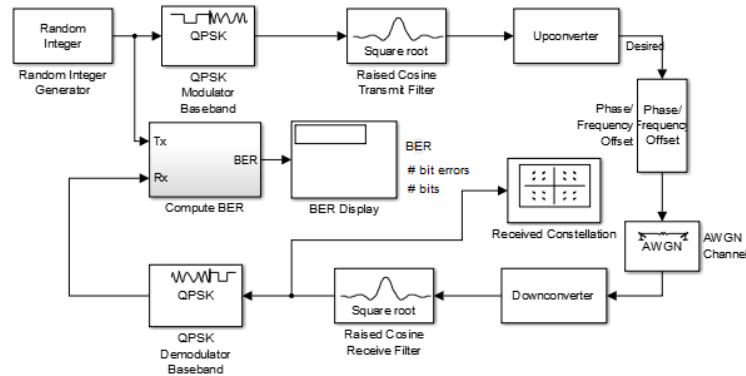 Random
Integer
Random Integer
Generator
QPSK
QPSK
Modulator
Baseband
Square root
Raised Cosine
Transmit Filter
Upconverter
Desired
Phase/
Frequency
Offset
Phase/
Frequency
Offset
Tx
Rx
BER
Compute BER
BER Display
BER
# bit errors
# bits
Received Constellation
AWGN
AWGN
Channel
QPSK
QPSK
Demodulator
Baseband
Square root
Raised Cosine
Receive Filter
Downconverter